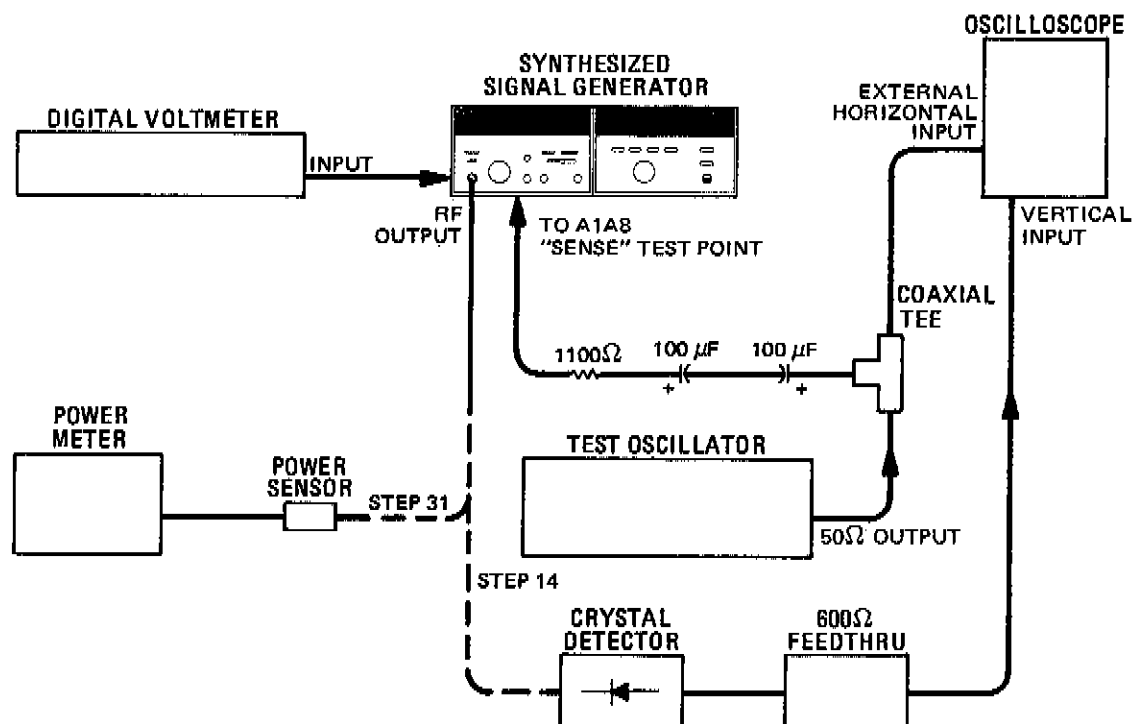 OSCILLOSCOPE
SYNTHESIZED
SIGNAL GENERATOR
EXTERNAL
HORIZONTAL
INPUT
DIGITAL VOLTMETER
INPUT
RF
OUTPUT
TO A1A8
"SENSE" TEST POINT
VERTICAL
INPUT
COAXIAL
TEE
1100Ω
100 μF
100 μF
+
+
POWER
METER
POWER
SENSOR
STEP 31
TEST OSCILLATOR
50Ω OUTPUT
STEP 14
CRYSTAL
DETECTOR
600Ω
FEEDTHRU